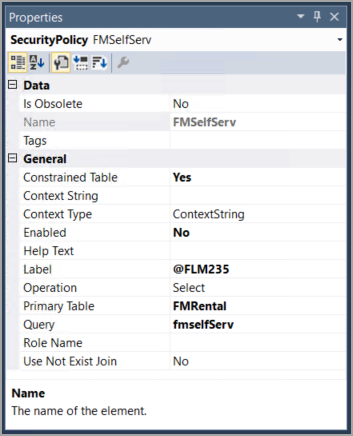 Properties
SecurityPolicy FMSelfServ
Data
Is Obsolete No
Name FMSelfServ
Tags
General
Constrained Table Yes
Context String
Context Type ContextString
Enabled No
Help Text
Label @FLM235
Operation Select
Primary Table FMRental
Query fmselfServ
Role Name
Use Not Exist Join No
Name
The name of the element.